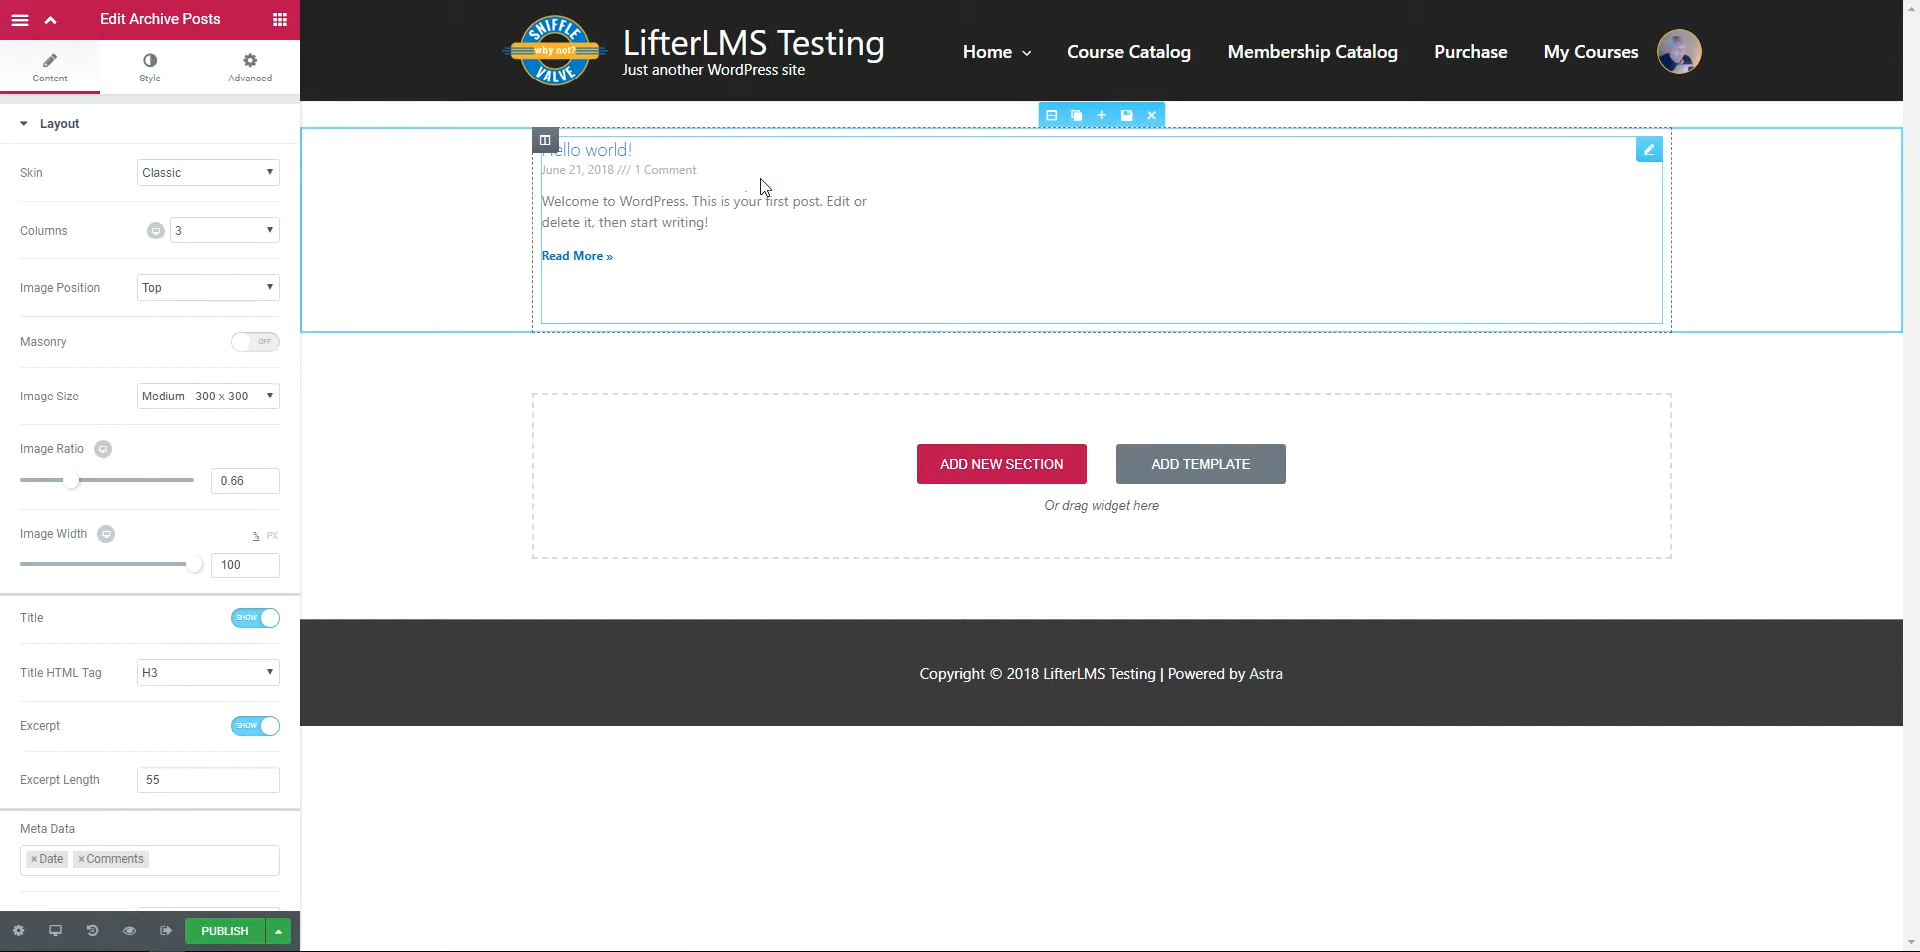 Edit Archive Posts
Content
Style
Advanced
Layout
Skin
Classic
Columns
3
Image Position
Top
Masonry
OFF
Image Size
Medium 300 x 300
Image Ratio
0.66
Image Width
% PX
100
Title
SHOW
Title HTML Tag
H3
Excerpt
SHOW
Excerpt Length
55
Meta Data
× Date × Comments
PUBLISH
SNIFFLE
why not?
VALVE
LifterLMS Testing
Just another WordPress site
Home
Course Catalog
Membership Catalog
Purchase
My Courses
Hello world!
June 21, 2018 /// 1 Comment
Welcome to WordPress. This is your first post. Edit or
delete it, then start writing!
Read More »
ADD NEW SECTION
ADD TEMPLATE
Or drag widget here
Copyright © 2018 LifterLMS Testing | Powered by Astra